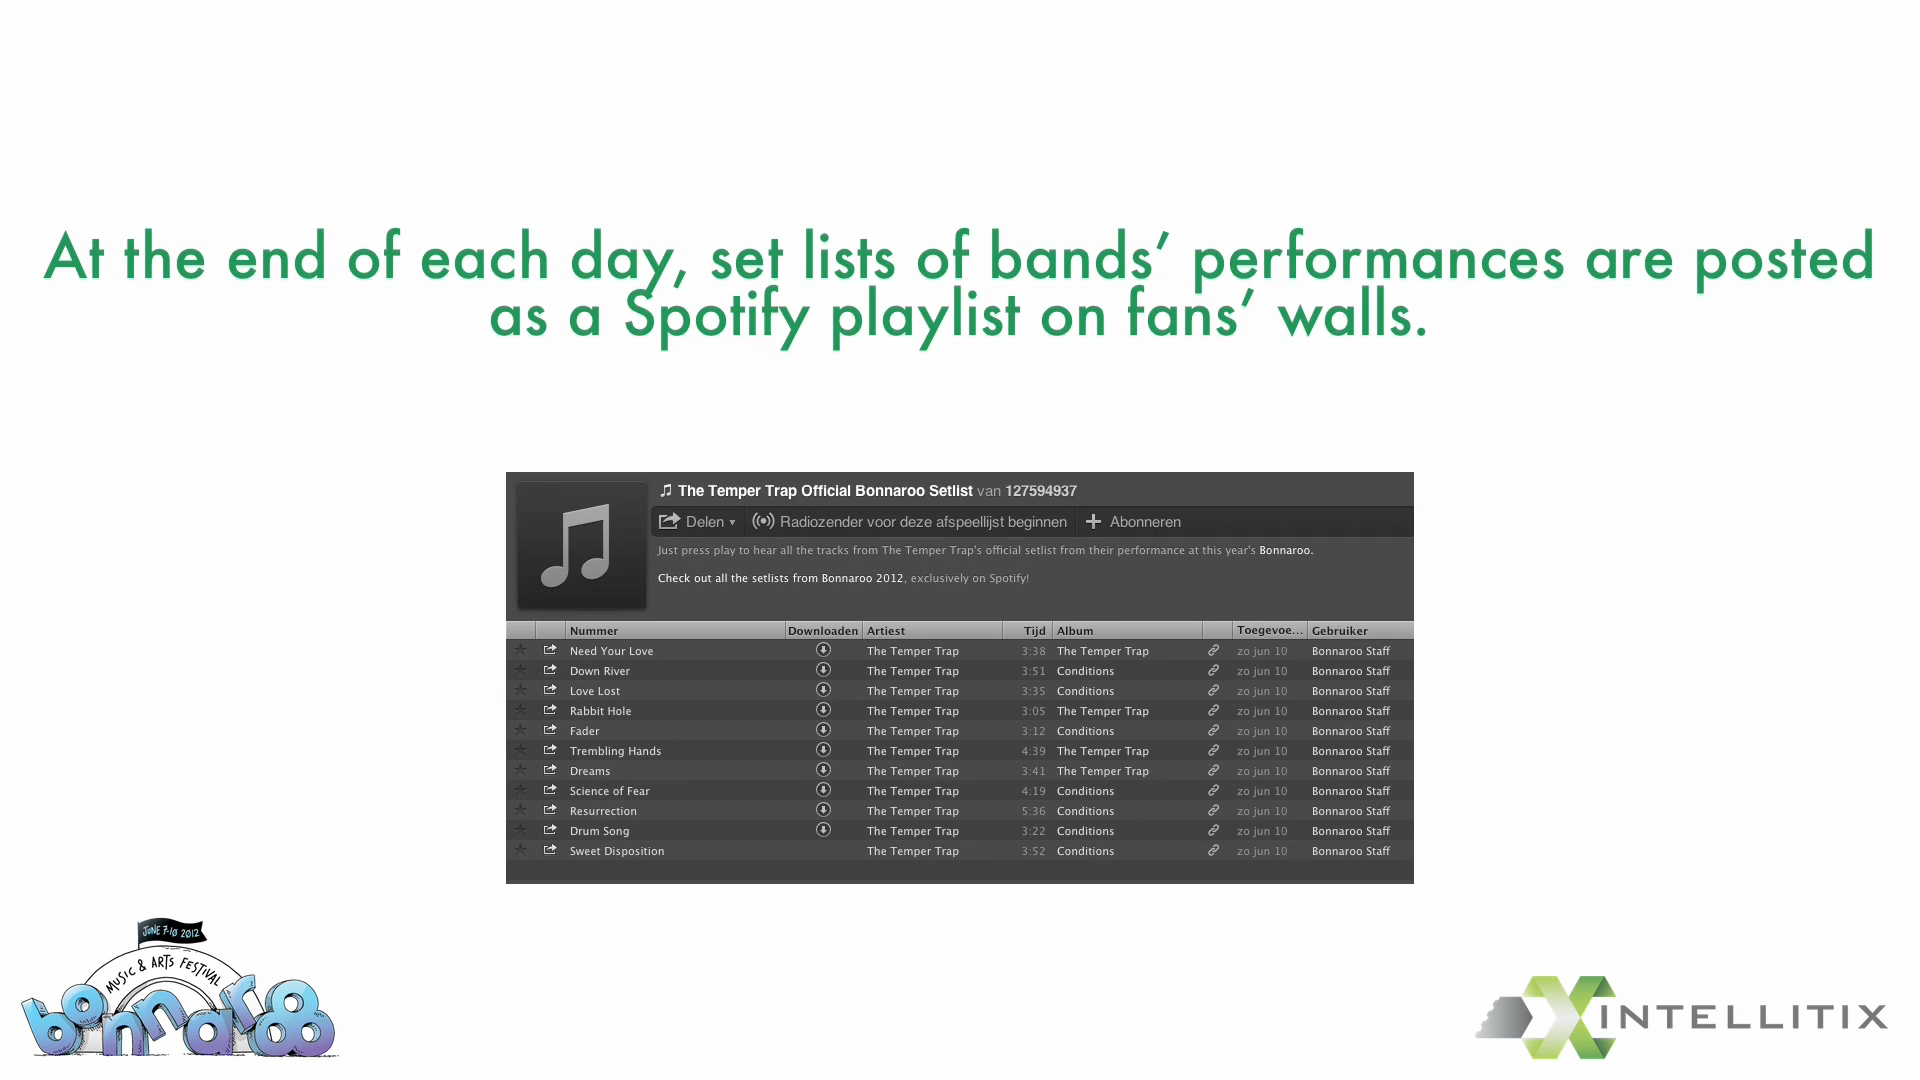 At the end of each day, set lists of bands’ performances are posted
as a Spotify playlist on fans’ walls.
The Temper Trap Official Bonnaroo Setlist van 127594937
Delen Radiozender voor deze afspeellijst beginnen Abonneren
Just press play to hear all the tracks from The Temper Trap's official setlist from their performance at this year's Bonnaroo.
Check out all the setlists from Bonnaroo 2012, exclusively on Spotify!
Nummer Downloaden Artiest Tijd Album Toegevoe... Gebruiker
Need Your Love The Temper Trap 3:38 The Temper Trap zo jun 10 Bonnaroo Staff
Down River The Temper Trap 3:51 Conditions zo jun 10 Bonnaroo Staff
Love Lost The Temper Trap 3:35 Conditions zo jun 10 Bonnaroo Staff
Rabbit Hole The Temper Trap 3:05 The Temper Trap zo jun 10 Bonnaroo Staff
Fader The Temper Trap 3:12 Conditions zo jun 10 Bonnaroo Staff
Trembling Hands The Temper Trap 4:39 The Temper Trap zo jun 10 Bonnaroo Staff
Dreams The Temper Trap 3:41 The Temper Trap zo jun 10 Bonnaroo Staff
Science of Fear The Temper Trap 4:19 Conditions zo jun 10 Bonnaroo Staff
Resurrection The Temper Trap 5:36 Conditions zo jun 10 Bonnaroo Staff
Drum Song The Temper Trap 3:22 Conditions zo jun 10 Bonnaroo Staff
Sweet Disposition The Temper Trap 3:52 Conditions zo jun 10 Bonnaroo Staff
JUNE 7-10 2012
MUSIC & ARTS FESTIVAL
bonnaroo
INTELLITIX